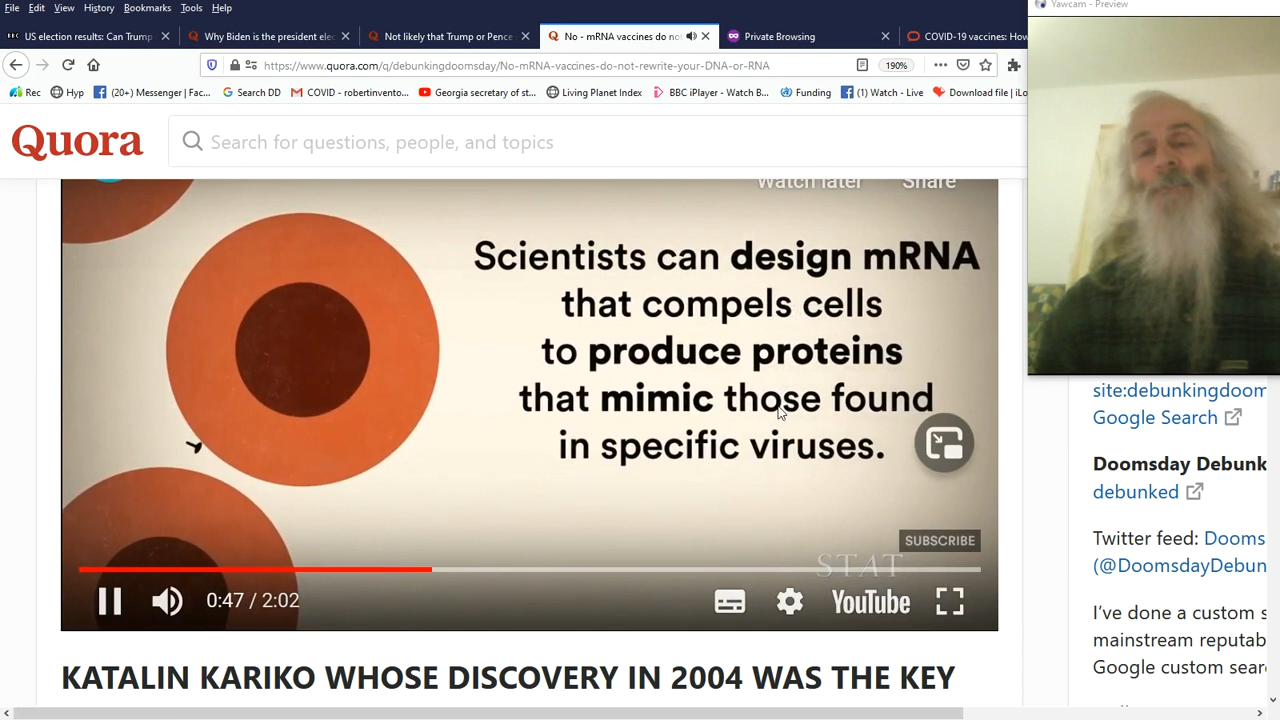 File Edit View History Bookmarks Tools Help
Yawcam - Preview
BBC US election results: Can Trump
Why Biden is the president ele
Not likely that Trump or Pence
No - mRNA vaccines do not
Private Browsing
COVID-19 vaccines: How
https://www.quora.com/q/debunkingdoomsday/No-mRNA-vaccines-do-not-rewrite-your-DNA-or-RNA
190%
Rec
Hyp
(20+) Messenger | Fac...
Search DD
COVID - robertinvento...
Georgia secretary of st...
Living Planet Index
BBC iPlayer - Watch B...
Funding
(1) Watch - Live
Download file | iLo
Quora
Search for questions, people, and topics
Watch later Share
Scientists can design mRNA
that compels cells
to produce proteins
that mimic those found
in specific viruses.
SUBSCRIBE
STAT
0:47 / 2:02
YouTube
KATALIN KARIKO WHOSE DISCOVERY IN 2004 WAS THE KEY
site:debunkingdoom
Google Search
Doomsday Debunk
debunked
Twitter feed: Dooms
(@DoomsdayDebun
I've done a custom s
mainstream reputab
Google custom sear